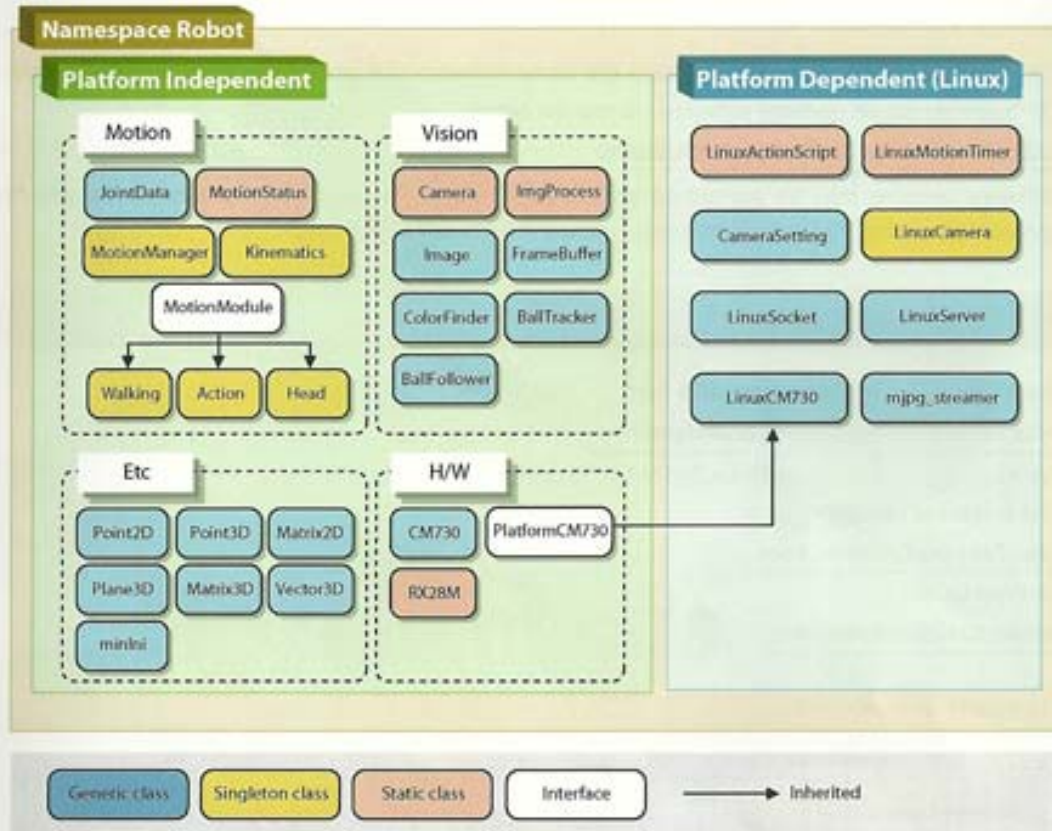 Namespace Robot
Platform Independent
Platform Dependent (Linux)
Motion
JointData
MotionStatus
MotionManager
Kinematics
MotionModule
Walking
Action
Head
Vision
Camera
ImgProcess
Image
FrameBuffer
ColorFinder
BallTracker
BallFollower
Etc
Point2D
Point3D
Matrix2D
Plane3D
Matrix3D
Vector3D
minIni
H/W
CM730
PlatformCM730
RX28M
LinuxActionScript
LinuxMotionTimer
CameraSetting
LinuxCamera
LinuxSocket
LinuxServer
LinuxCM730
mjpg_streamer
Generic class
Singleton class
Static class
Interface
Inherited